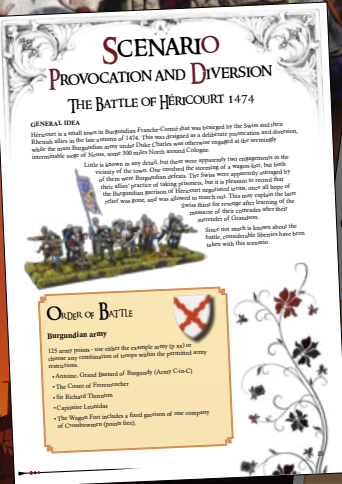 SCENARIO
PROVOCATION AND DIVERSION
THE BATTLE OF HÉRICOURT 1474
GENERAL IDEA
Héricourt is a small town in Burgundian Franche-Comté that was besieged by the Swiss and their
Rhenish allies in the late autumn of 1474. This was designed as a deliberate provocation and diversion,
while the main Burgundian army under Duke Charles was otherwise engaged at the seemingly
interminable siege of Neuss, some 300 miles North around Cologne.
Little is known in any detail, but there were apparently two engagements in the
vicinity of the town. One involved the storming of a wagon-fort, but both
of them were Burgundian defeats. The Swiss were apparently outraged by
their allies' practice of taking prisoners, but it is pleasant to record that
the Burgundian garrison of Héricourt negotiated terms, once all hope of
relief was gone, and was allowed to march out. This may explain the later
Swiss thirst for revenge after learning of the
massacre of their comrades after their
surrender of Grandson.
Since not much is known about the
battle, considerable liberties have been
taken with this scenario.
ORDER OF BATTLE
Burgundian army
125 army points - use either the example army (p xx) or
choose any combination of troops within the permitted army
restrictions.
• Antoine, Grand Bastard of Burgundy (Army C-in-C)
• The Count of
• Sir Richard Thornton
• Capitaine Leonidas
• The Wagon Fort includes a fixed garrison of one company
of Crossbowmen (points free).